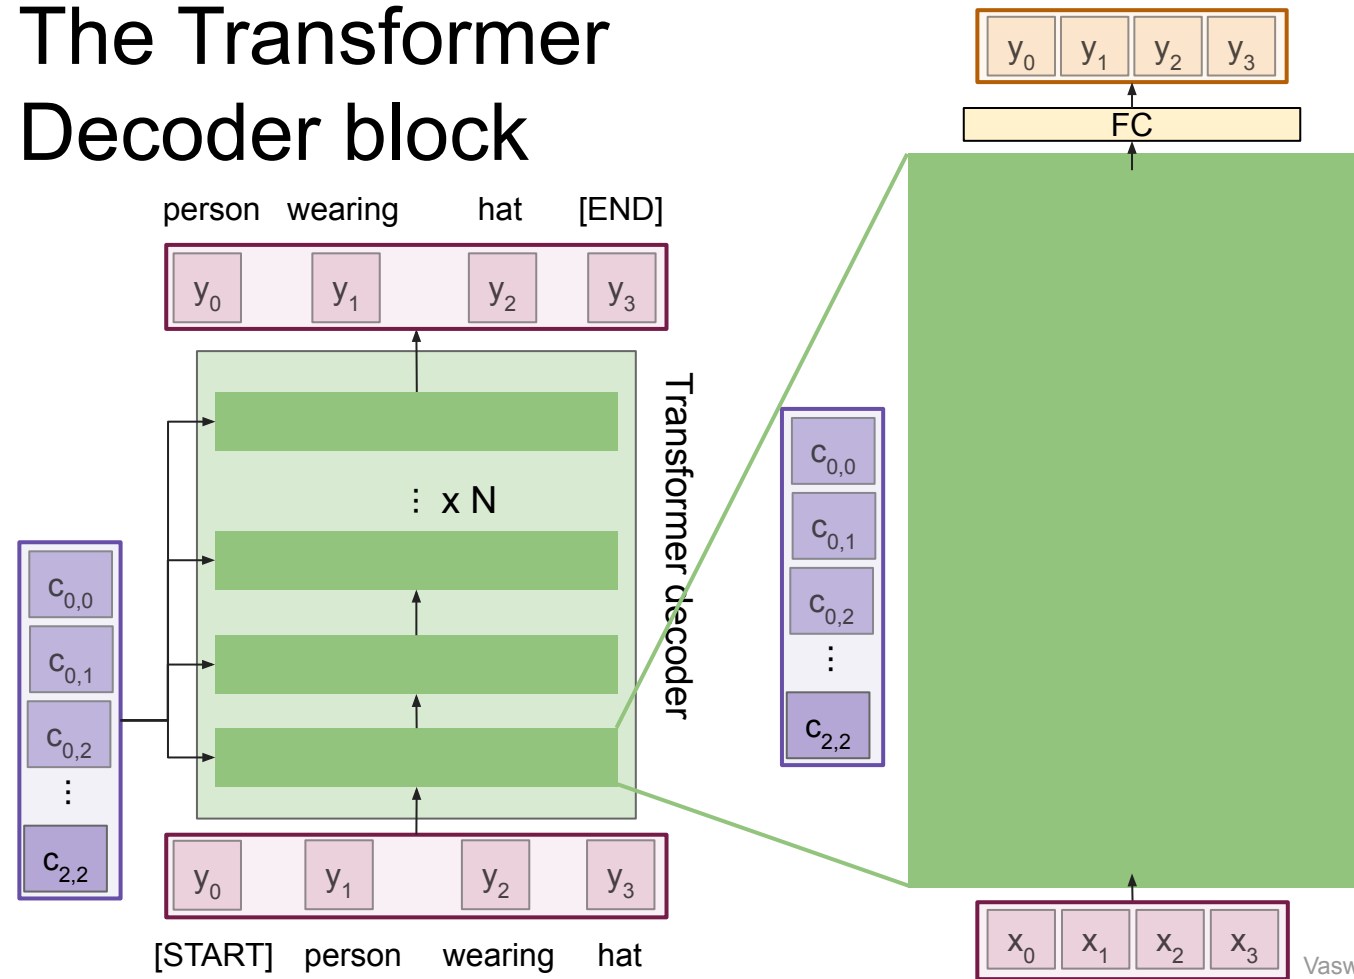 The Transformer
Decoder block
person wearing hat [END]
y0 y1 y2 y3
⋮ x N
Transformer decoder
c0,0
c0,1
c0,2
⋮
c2,2
y0 y1 y2 y3
[START] person wearing hat
y0 y1 y2 y3
FC
c0,0
c0,1
c0,2
⋮
c2,2
x0 x1 x2 x3
Vasw